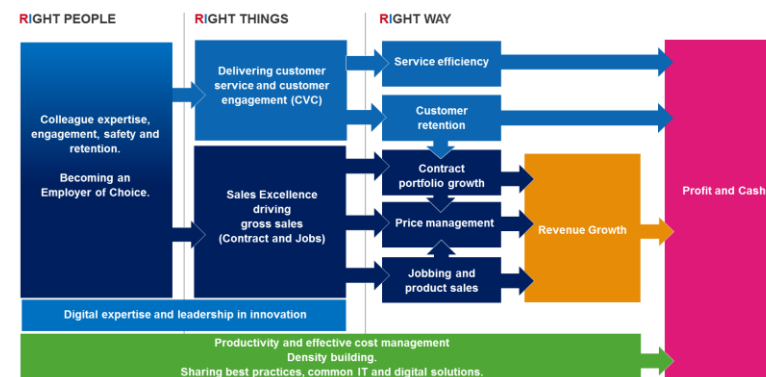 RIGHT PEOPLE
RIGHT THINGS
RIGHT WAY
Colleague expertise,
engagement, safety and
retention.
Becoming an
Employer of Choice.
Delivering customer
service and customer
engagement (CVC)
Sales Excellence
driving
gross sales
(Contract and Jobs)
Service efficiency
Customer
retention
Contract
portfolio growth
Price management
Jobbing and
product sales
Revenue Growth
Profit and Cash
Digital expertise and leadership in innovation
Productivity and effective cost management
Density building.
Sharing best practices, common IT and digital solutions.